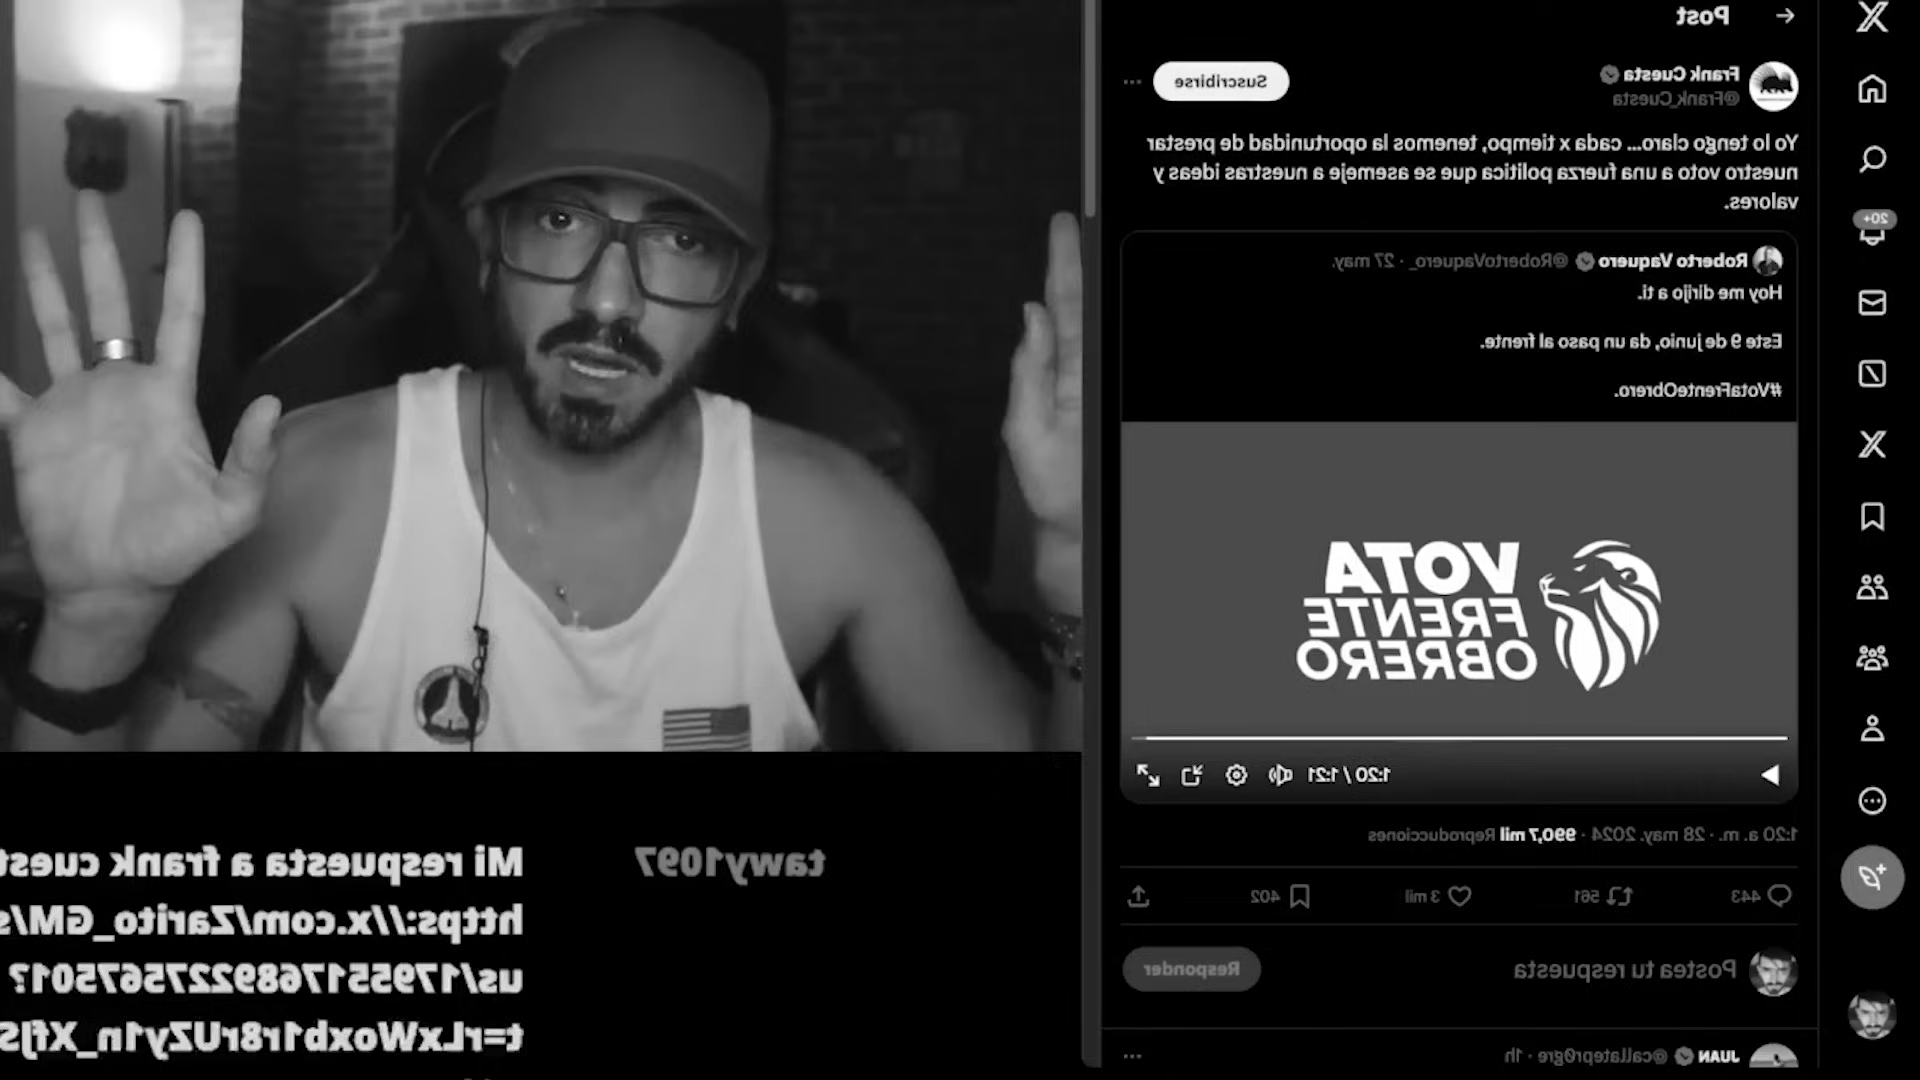 Post
Frank Cuesta
@Frank_Cuesta
Suscribirse
Yo lo tengo claro... cada x tiempo, tenemos la oportunidad de prestar
nuestro voto a una fuerza política que se asemeje a nuestras ideas y
valores.
Roberto Vaquero @RobertoVaquero_ · 27 may.
Hoy me dirijo a ti.
Este 9 de junio, da un paso al frente.
#VotaFrenteObrero.
VOTA
FRENTE
OBRERO
1:20 / 1:21
1:20 a. m. · 28 may. 2024 · 990,7 mil Reproducciones
443
561
3 mil
402
Postea tu respuesta
Responder
JUAN @callateprøgre · 1h
20+
tawy1097
Mi respuesta a frank cuest
https://x.com/Zarito_GM/s
us/1795517689227567501?
t=rLxWoxb1r8rUZy1n_XfjS